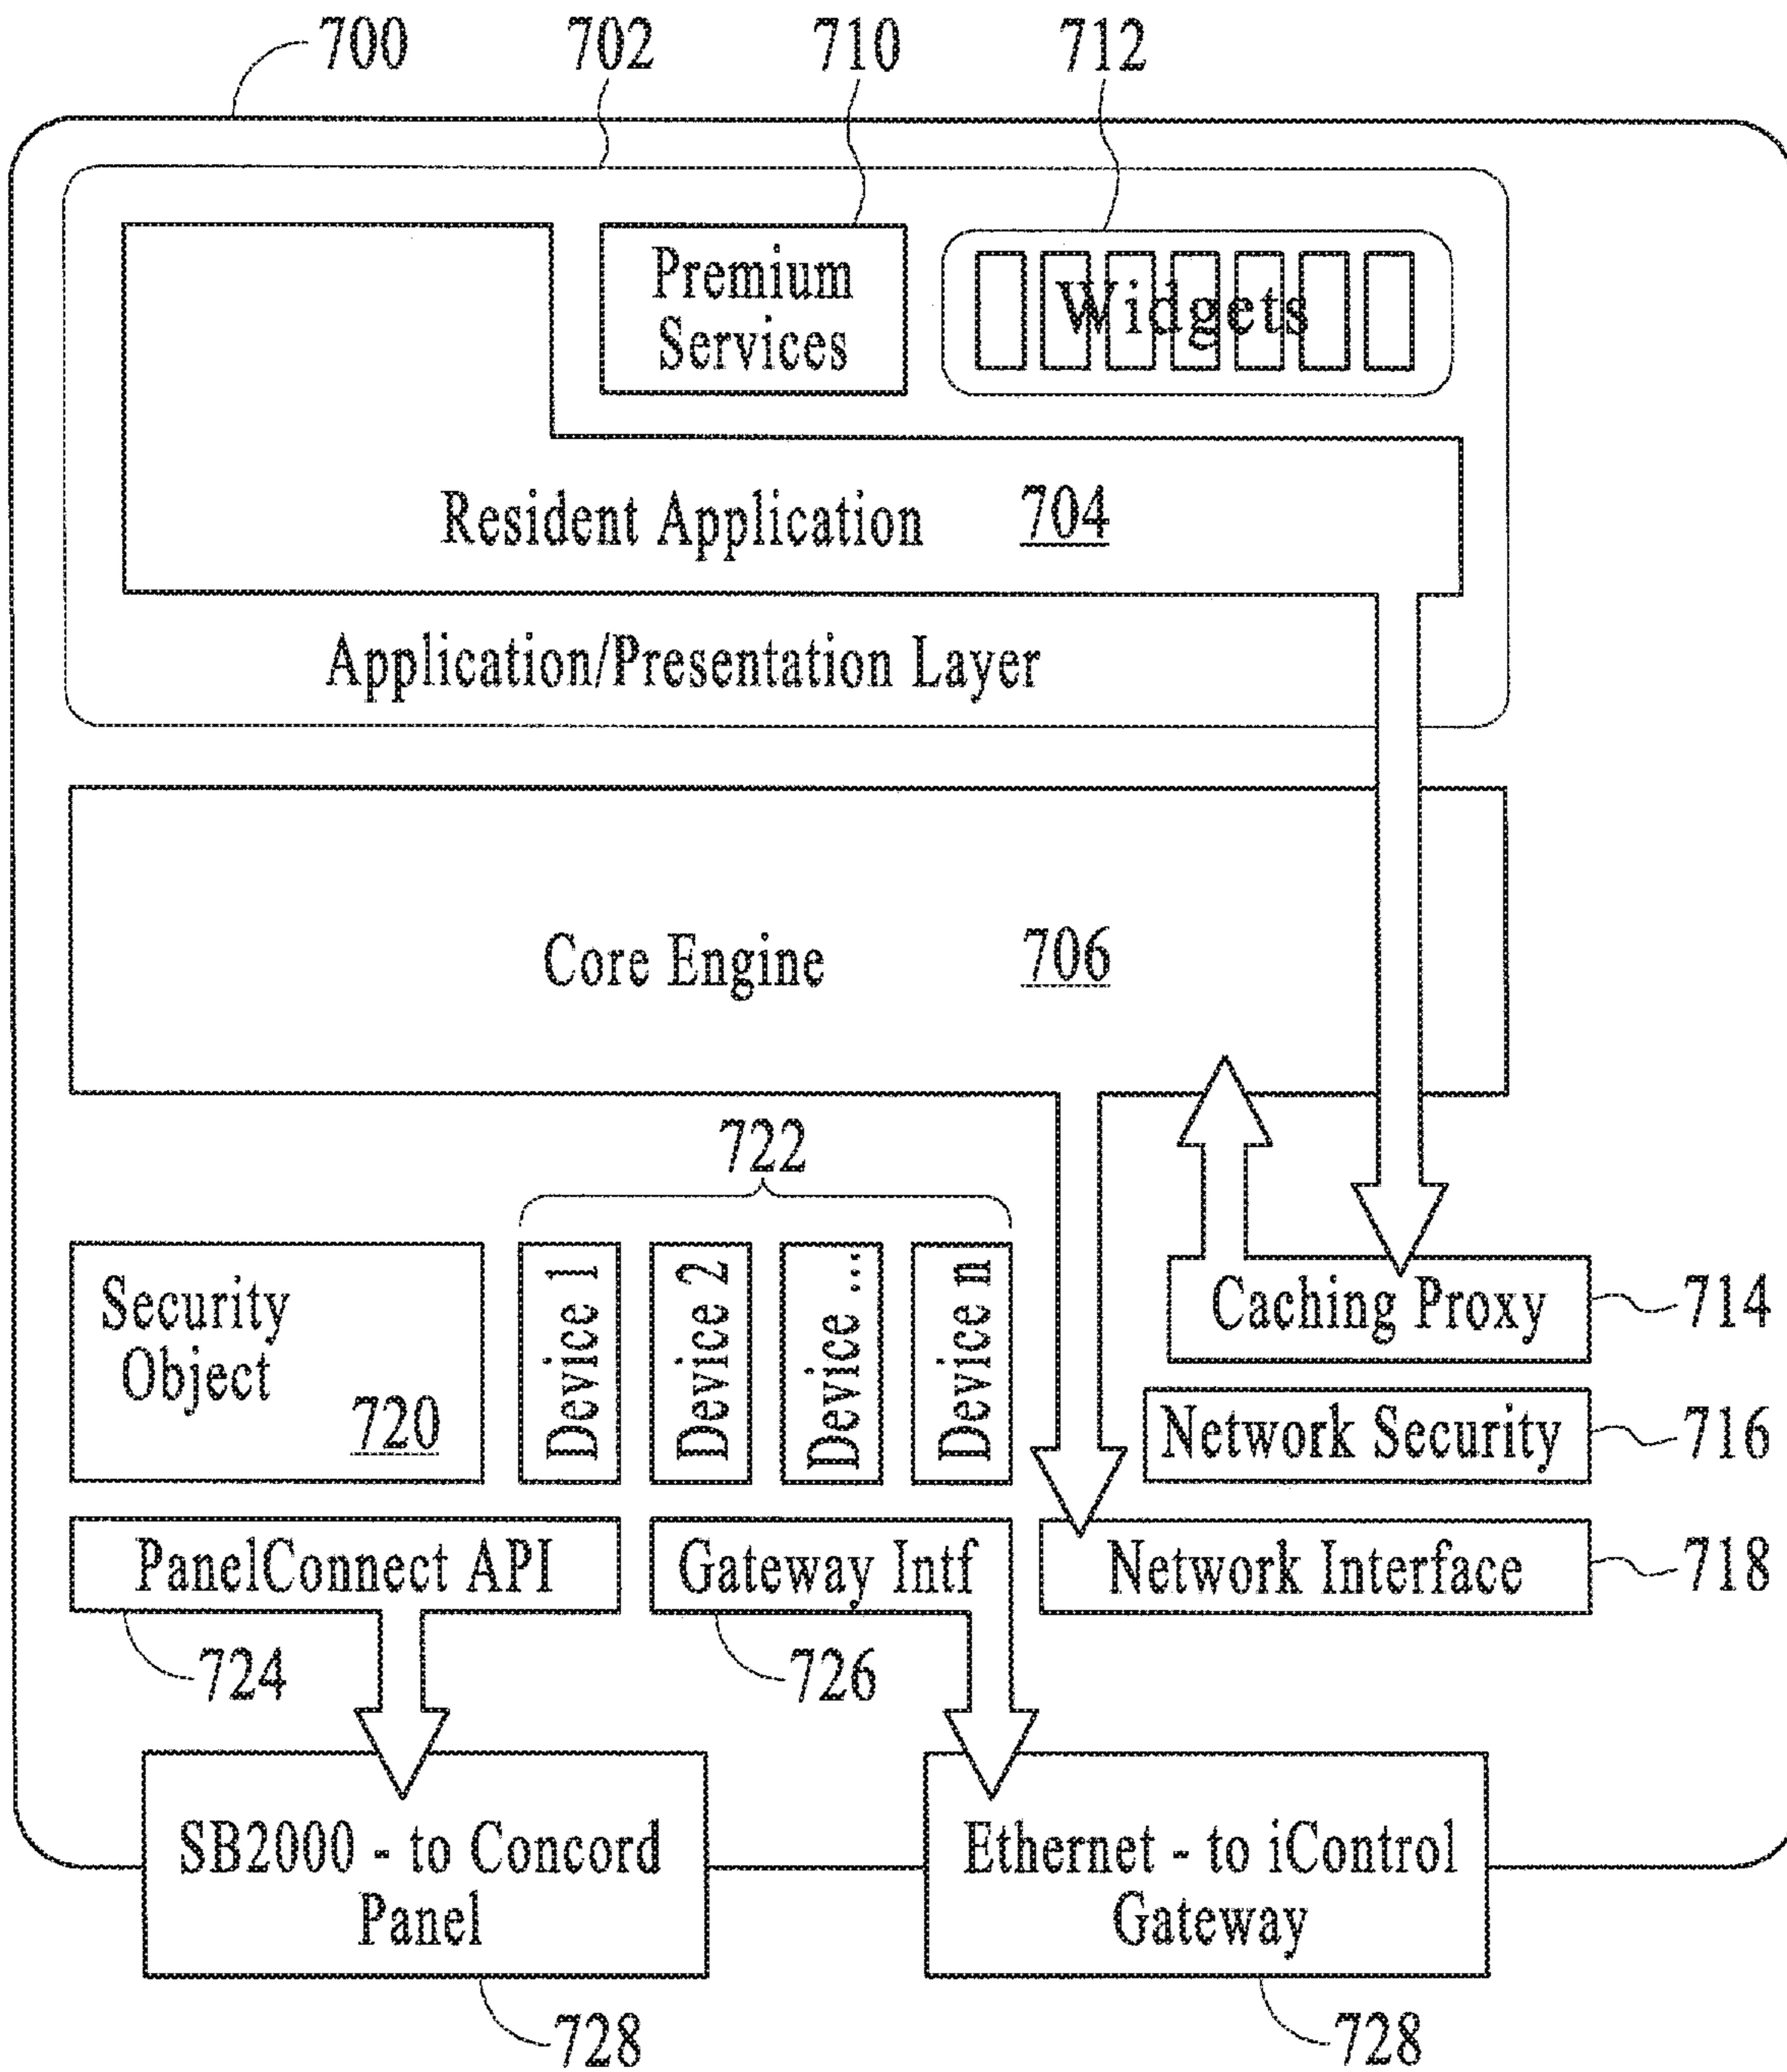 700
702
710
712
Premium
Services
Widgets
Resident Application 704
Application/Presentation Layer
Core Engine 706
722
Security
Object
720
Device 1
Device 2
Device ...
Device n
Caching Proxy
714
Network Security
716
PanelConnect API
Gateway Intf
Network Interface
718
724
726
SB2000 - to Concord
Panel
Ethernet - to iControl
Gateway
728
728